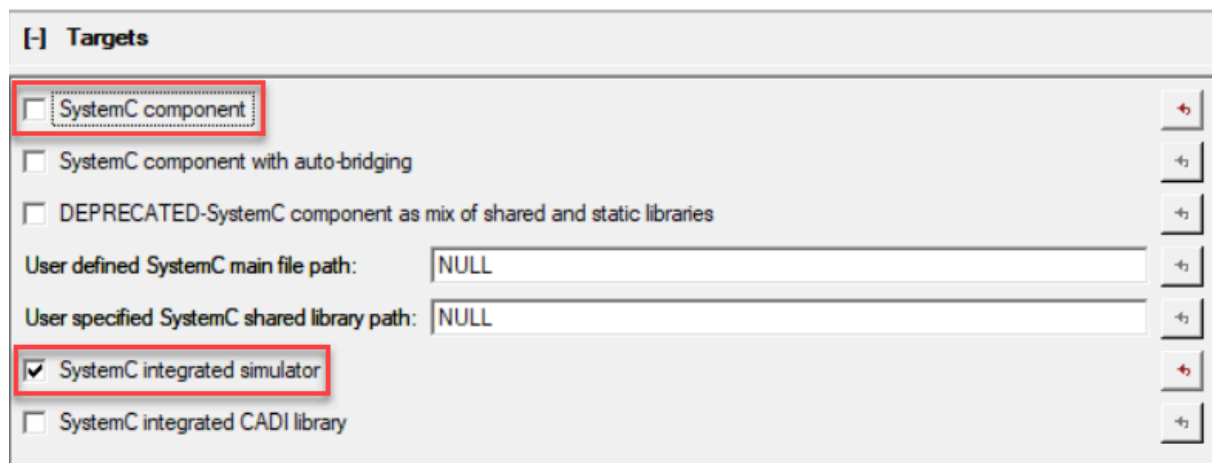 [-] Targets
SystemC component
SystemC component with auto-bridging
DEPRECATED-SystemC component as mix of shared and static libraries
User defined SystemC main file path: NULL
User specified SystemC shared library path: NULL
SystemC integrated simulator
SystemC integrated CADI library